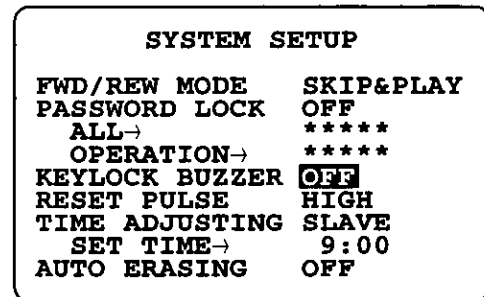 SYSTEM SETUP
FWD/REW MODE SKIP&PLAY
PASSWORD LOCK OFF
ALL→ *****
OPERATION→ *****
KEYLOCK BUZZER OFF
RESET PULSE HIGH
TIME ADJUSTING SLAVE
SET TIME→ 9:00
AUTO ERASING OFF